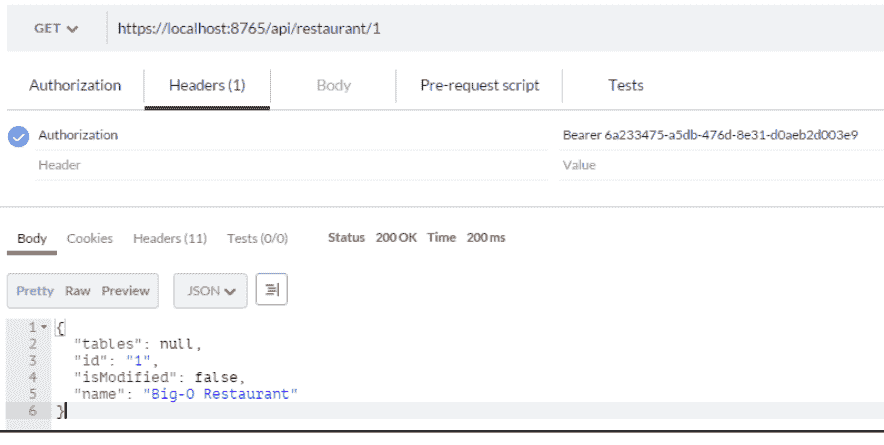 GET https://localhost:8765/api/restaurant/1
Authorization Headers (1) Body Pre-request script Tests
Authorization Bearer 6a233475-a5db-476d-8e31-d0aeb2d003e9
Header Value
Body Cookies Headers (11) Tests (0/0) Status 200 OK Time 200 ms
Pretty Raw Preview JSON
1 {
2 "tables": null,
3 "id": "1",
4 "isModified": false,
5 "name": "Big-O Restaurant"
6 }